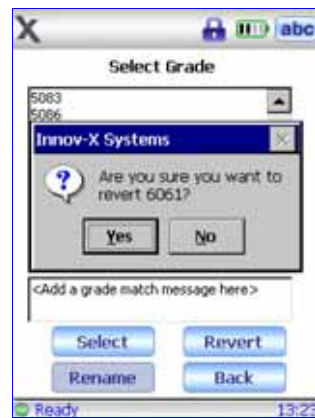 X
abc
Select Grade
5083
5086
Innov-X Systems
Are you sure you want to
revert 6061?
Yes
No
<Add a grade match message here>
Select
Revert
Rename
Back
Ready
13:23